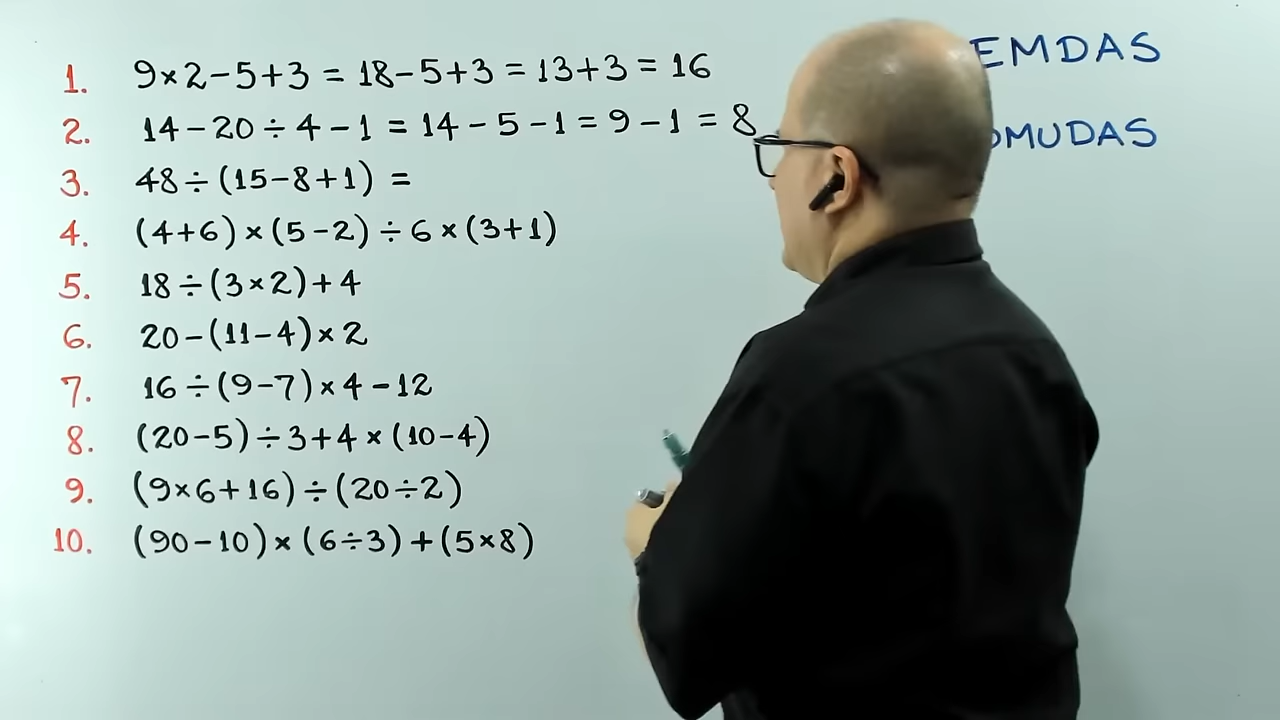 1. 9×2-5+3 = 18-5+3 = 13+3 = 16
2. 14-20÷4-1 = 14-5-1 = 9-1 = 8
3. 48÷(15-8+1) =
4. (4+6)×(5-2)÷6×(3+1)
5. 18÷(3×2)+4
6. 20-(11-4)×2
7. 16÷(9-7)×4-12
8. (20-5)÷3+4×(10-4)
9. (9×6+16)÷(20÷2)
10. (90-10)×(6÷3)+(5×8)
EMDAS